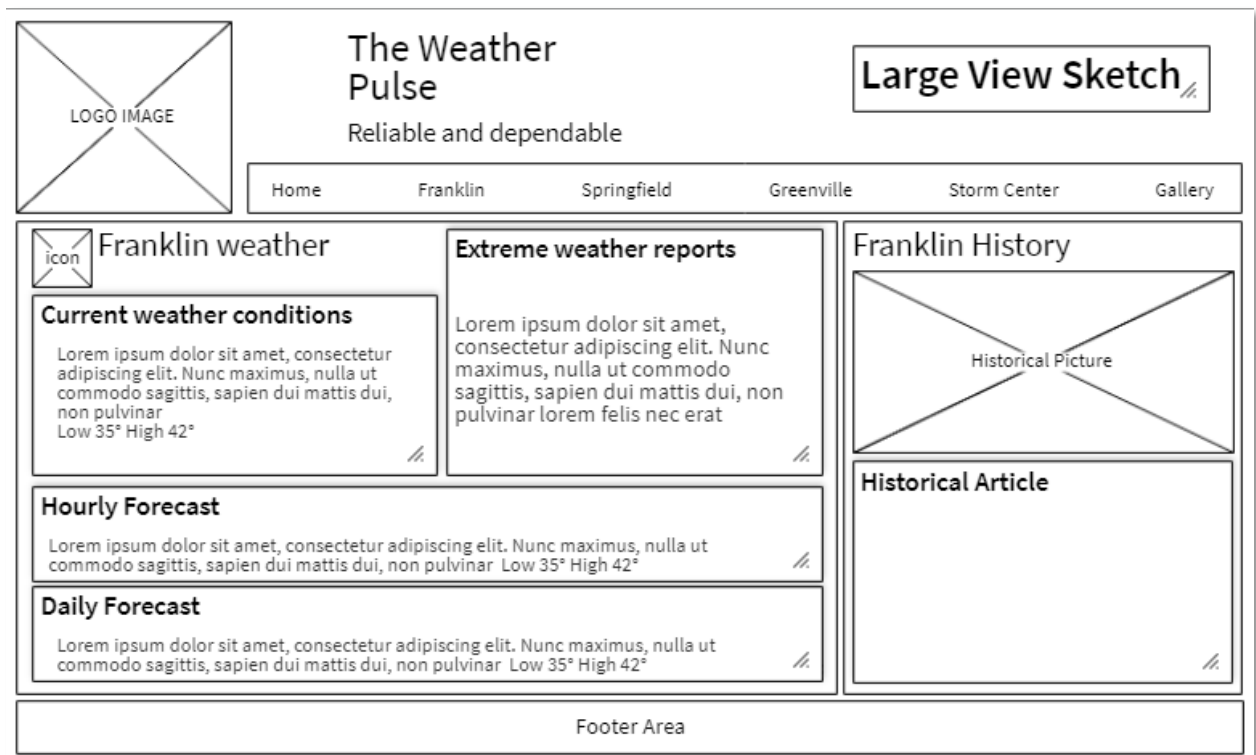 LOGO IMAGE
The Weather
Pulse
Reliable and dependable
Large View Sketch
Home Franklin Springfield Greenville Storm Center Gallery
icon
Franklin weather
Current weather conditions
Lorem ipsum dolor sit amet, consectetur
adipiscing elit. Nunc maximus, nulla ut
commodo sagittis, sapien dui mattis dui,
non pulvinar
Low 35° High 42°
Extreme weather reports
Lorem ipsum dolor sit amet,
consectetur adipiscing elit. Nunc
maximus, nulla ut commodo
sagittis, sapien dui mattis dui, non
pulvinar lorem felis nec erat
Hourly Forecast
Lorem ipsum dolor sit amet, consectetur adipiscing elit. Nunc maximus, nulla ut
commodo sagittis, sapien dui mattis dui, non pulvinar Low 35° High 42°
Daily Forecast
Lorem ipsum dolor sit amet, consectetur adipiscing elit. Nunc maximus, nulla ut
commodo sagittis, sapien dui mattis dui, non pulvinar Low 35° High 42°
Franklin History
Historical Picture
Historical Article
Footer Area